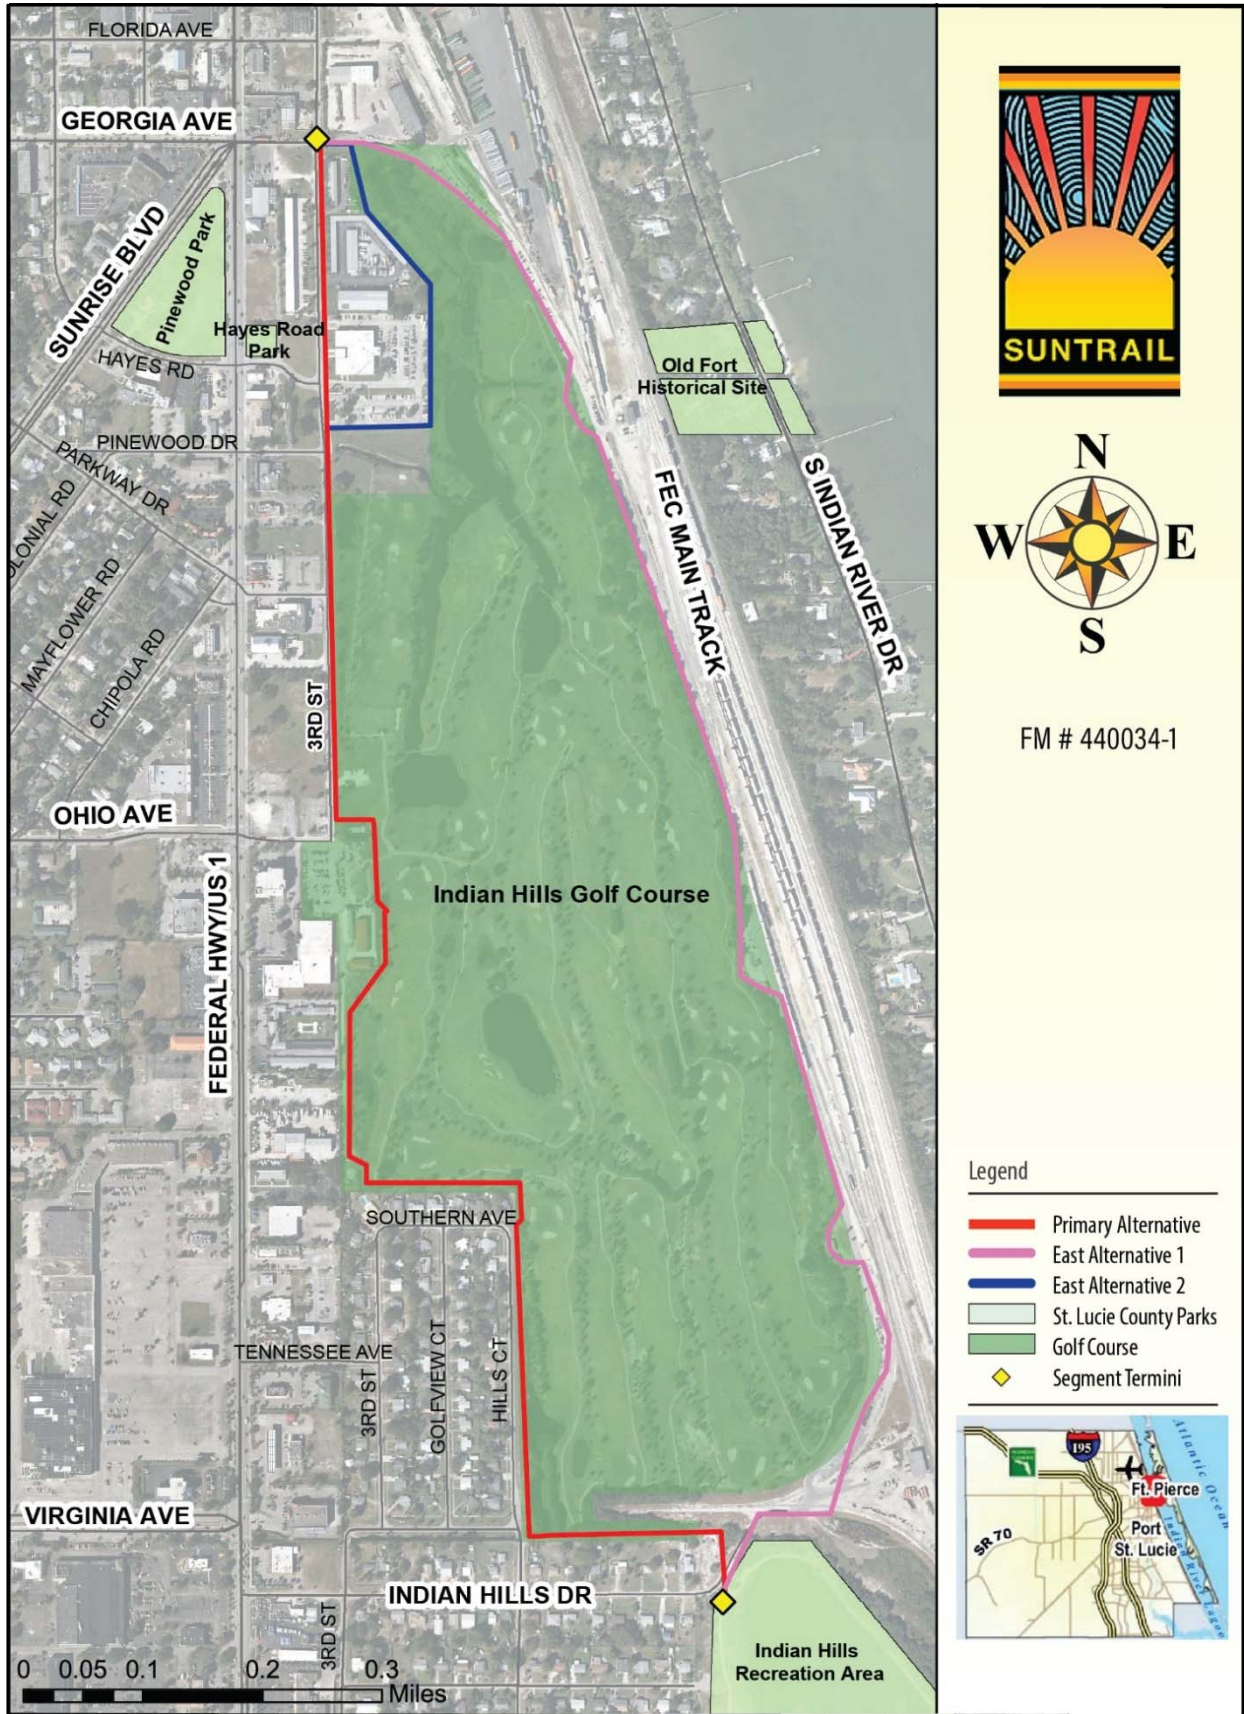 FLORIDA AVE
GEORGIA AVE
SUNRISE BLVD
Pinewood Park
Hayes Road
Park
HAYES RD
PINEWOOD DR
PARKWAY DR
OLONIAL RD
MAYFLOWER RD
CHIPOLA RD
3RD ST
OHIO AVE
FEDERAL HWY/US 1
Old Fort
Historical Site
FEC MAIN TRACK
S INDIAN RIVER DR
Indian Hills Golf Course
SOUTHERN AVE
TENNESSEE AVE
3RD ST
GOLFVIEW CT
HILLS CT
VIRGINIA AVE
INDIAN HILLS DR
3RD ST
Indian Hills
Recreation Area
0 0.05 0.1 0.2 0.3
Miles
SUNTRAIL
N
W E
S
FM # 440034-1
Legend
Primary Alternative
East Alternative 1
East Alternative 2
St. Lucie County Parks
Golf Course
Segment Termini
195
Ft. Pierce
Port
St. Lucie
SR 70
Atlantic Ocean
Indian River Lagoo